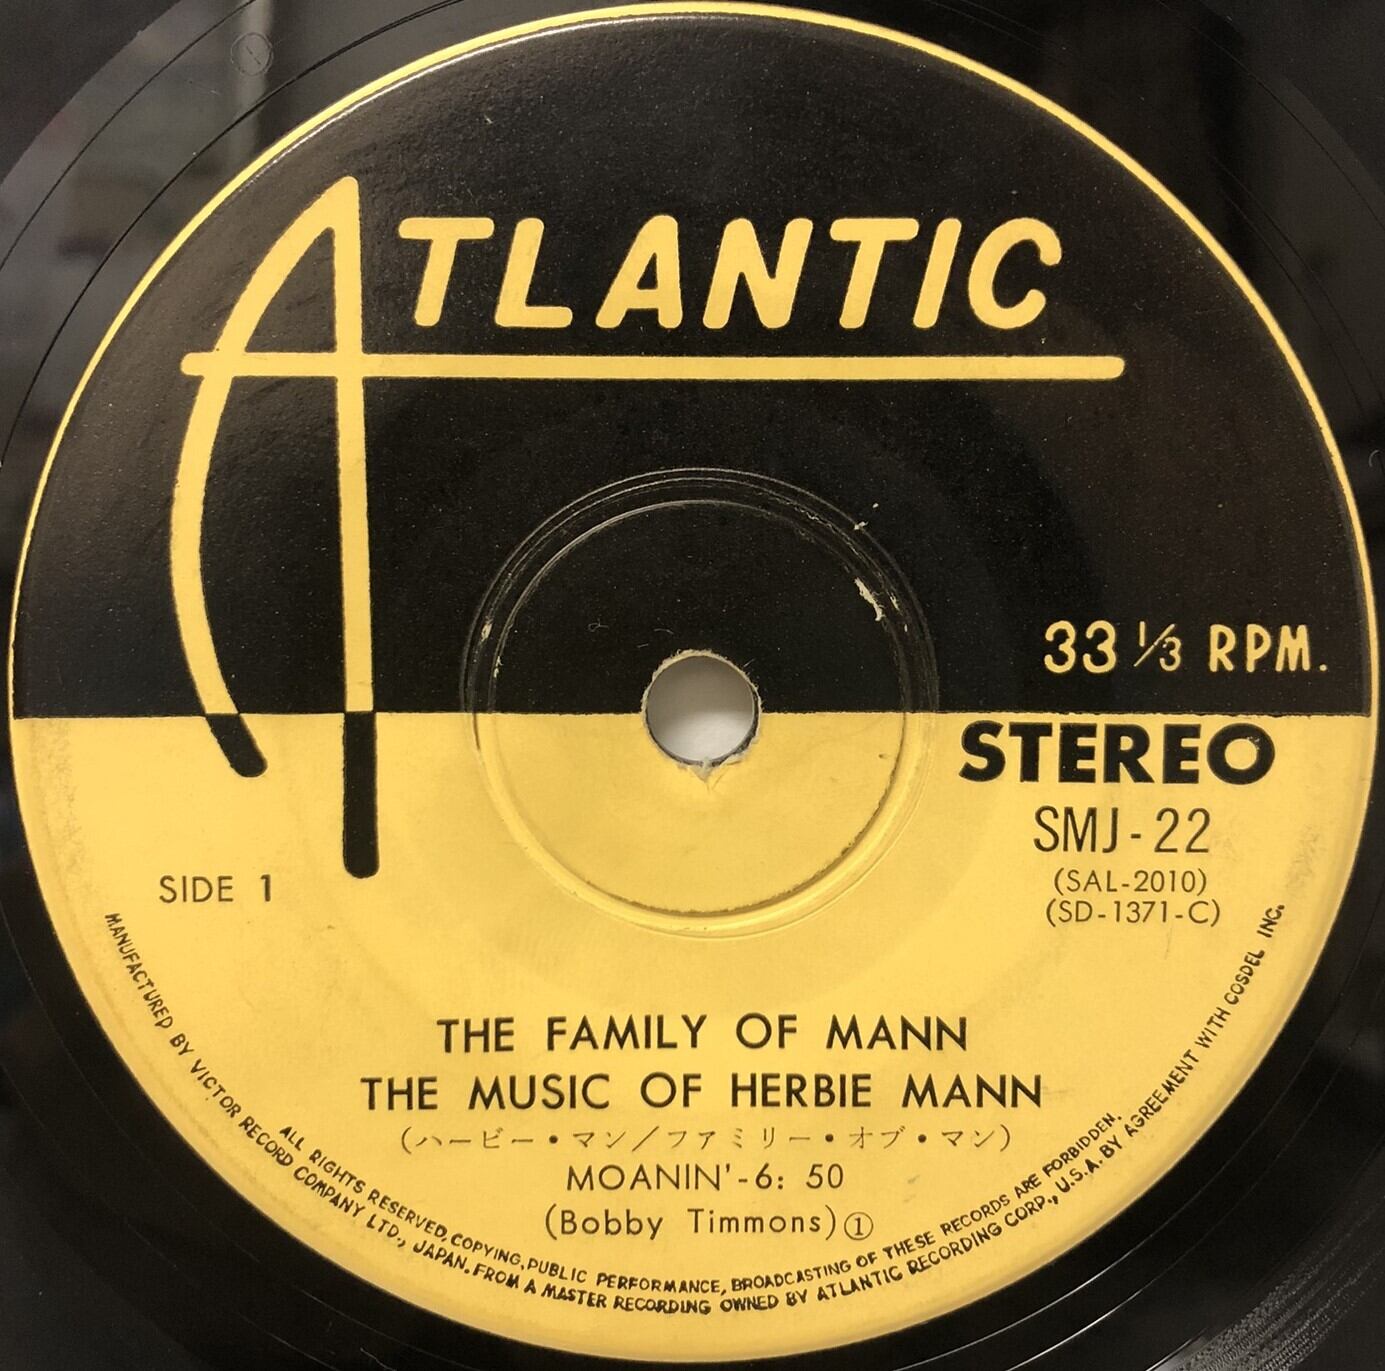 ATLANTIC
33 1/3 RPM.
STEREO
SMJ-22
(SAL-2010)
(SD-1371-C)
SIDE 1
THE FAMILY OF MANN
THE MUSIC OF HERBIE MANN
(ハービー・マン/ファミリー・オブ・マン)
MOANIN'-6: 50
(Bobby Timmons)①
ALL RIGHTS RESERVED, COPYING, PUBLIC PERFORMANCE, BROADCASTING OF THESE RECORDS ARE FORBIDDEN.
MANUFACTURED BY VICTOR RECORD COMPANY LTD., JAPAN. FROM A MASTER RECORDING OWNED BY ATLANTIC RECORDING CORP., U.S.A. BY AGREEMENT WITH COSDEL INC.